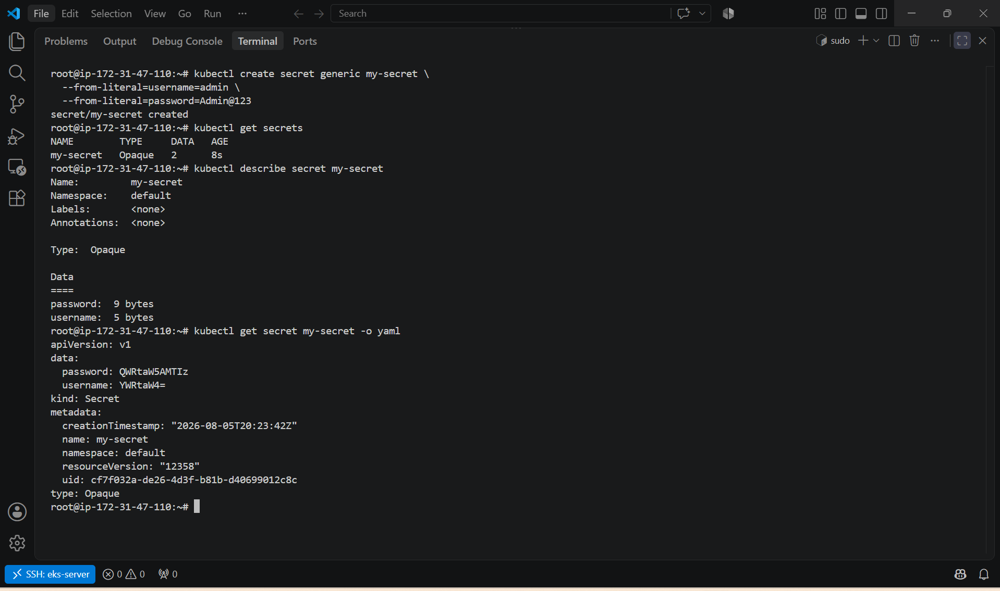 File Edit Selection View Go Run ··· Search
Problems Output Debug Console Terminal Ports sudo
root@ip-172-31-47-110:~# kubectl create secret generic my-secret \
  --from-literal=username=admin \
  --from-literal=password=Admin@123
secret/my-secret created
root@ip-172-31-47-110:~# kubectl get secrets
NAME        TYPE     DATA   AGE
my-secret   Opaque   2      8s
root@ip-172-31-47-110:~# kubectl describe secret my-secret
Name:         my-secret
Namespace:    default
Labels:       <none>
Annotations:  <none>

Type:  Opaque

Data
====
password:  9 bytes
username:  5 bytes
root@ip-172-31-47-110:~# kubectl get secret my-secret -o yaml
apiVersion: v1
data:
  password: QWRtaW5AMTIz
  username: YWRtaW4=
kind: Secret
metadata:
  creationTimestamp: "2026-08-05T20:23:42Z"
  name: my-secret
  namespace: default
  resourceVersion: "12358"
  uid: cf7f032a-de26-4d3f-b81b-d40699012c8c
type: Opaque
root@ip-172-31-47-110:~#
SSH: eks-server 0 0 0